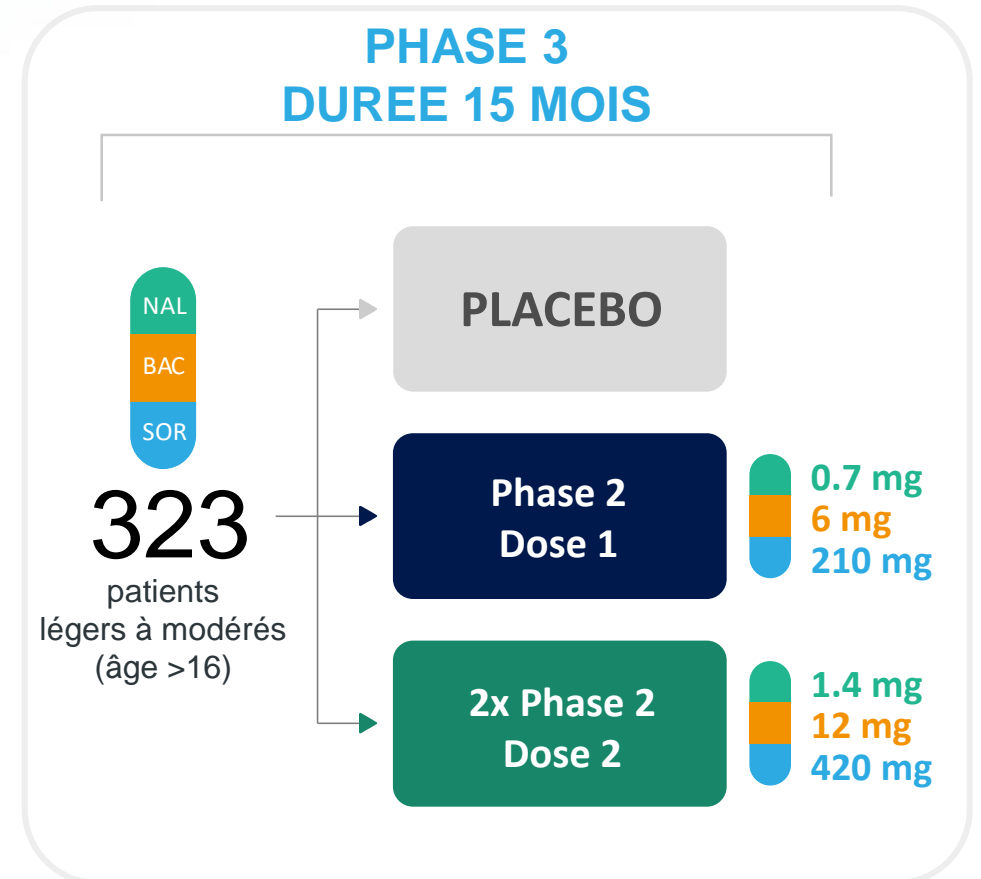 PHASE 3
DUREE 15 MOIS
NAL
BAC
SOR
323
patients
légers à modérés
(âge >16)
PLACEBO
Phase 2
Dose 1
0.7 mg
6 mg
210 mg
2x Phase 2
Dose 2
1.4 mg
12 mg
420 mg